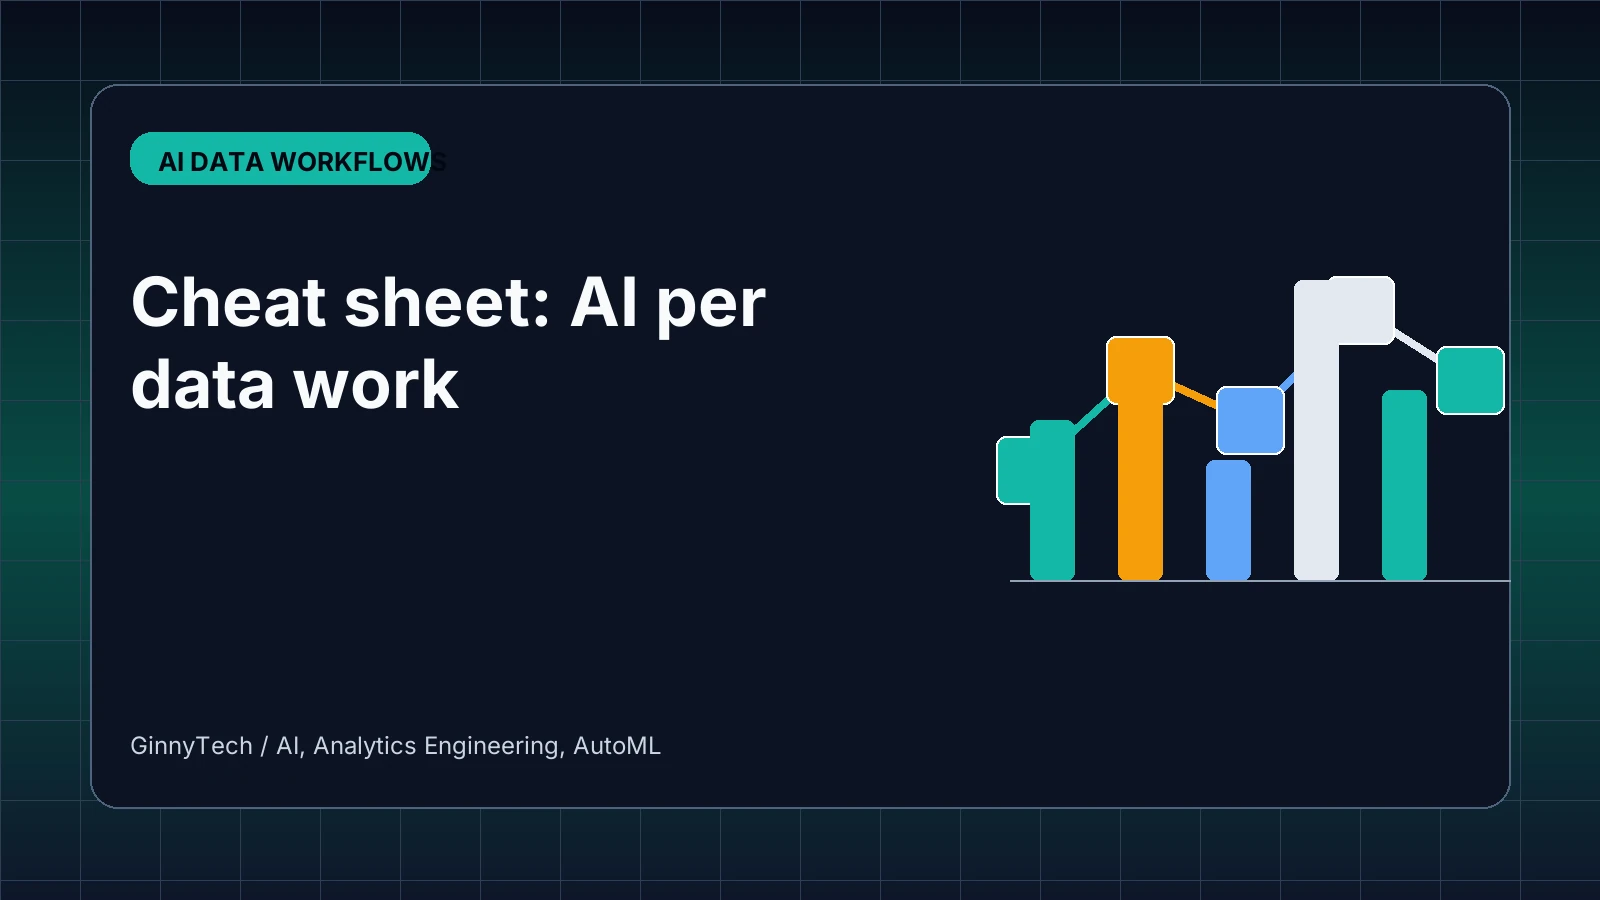 AI DATA WORKFLOWS
Cheat sheet: AI per
data work
GinnyTech / AI, Analytics Engineering, AutoML